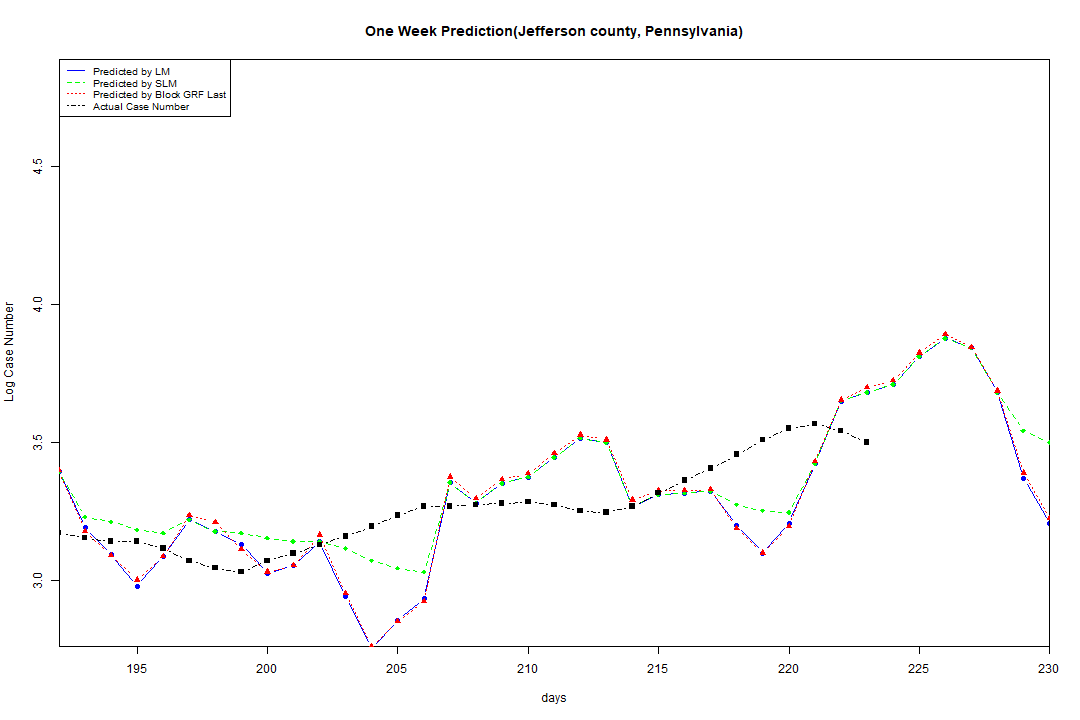 One Week Prediction(Jefferson county, Pennsylvania)
Predicted by LM
Predicted by SLM
Predicted by Block GRF Last
Actual Case Number
4.5
4.0
3.5
3.0
Log Case Number
195 200 205 210 215 220 225 230
days